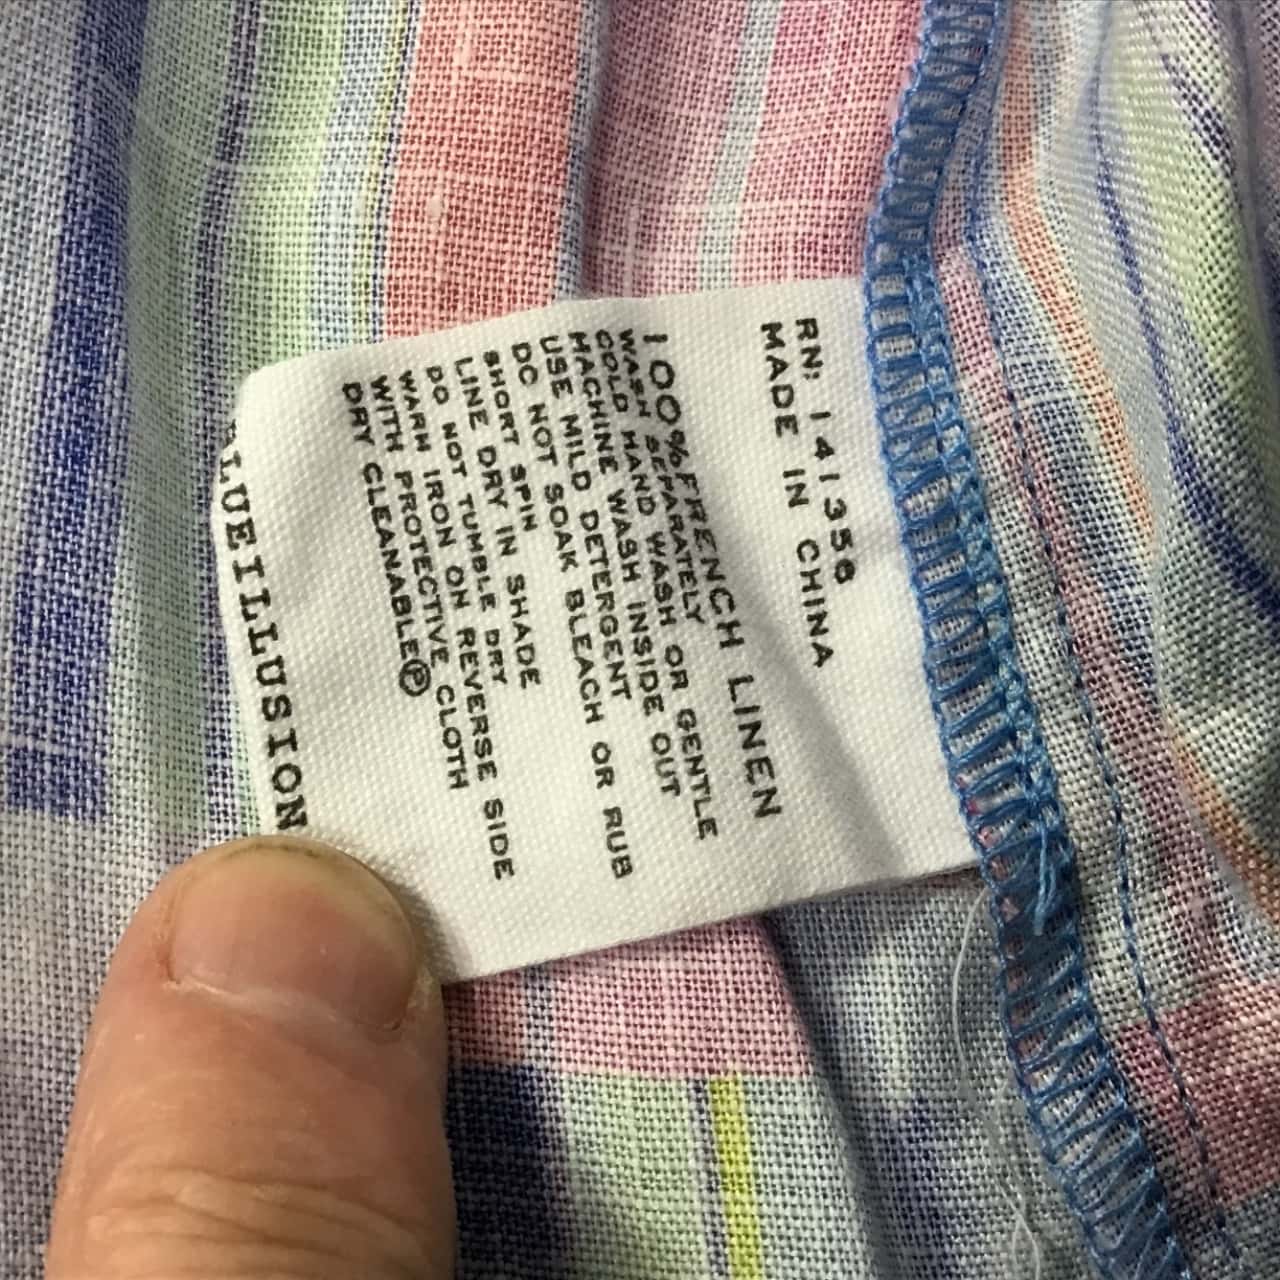 RN: 141356
MADE IN CHINA
100%FRENCH LINEN
WASH SEPARATELY
COLD HAND WASH OR GENTLE
MACHINE WASH INSIDE OUT
USE MILD DETERGENT
DO NOT SOAK BLEACH OR RUB
SHORT SPIN
LINE DRY IN SHADE
DO NOT TUMBLE DRY
WARM IRON ON REVERSE SIDE
WITH PROTECTIVE CLOTH
DRY CLEANABLE Ⓟ
BLUEILLUSION